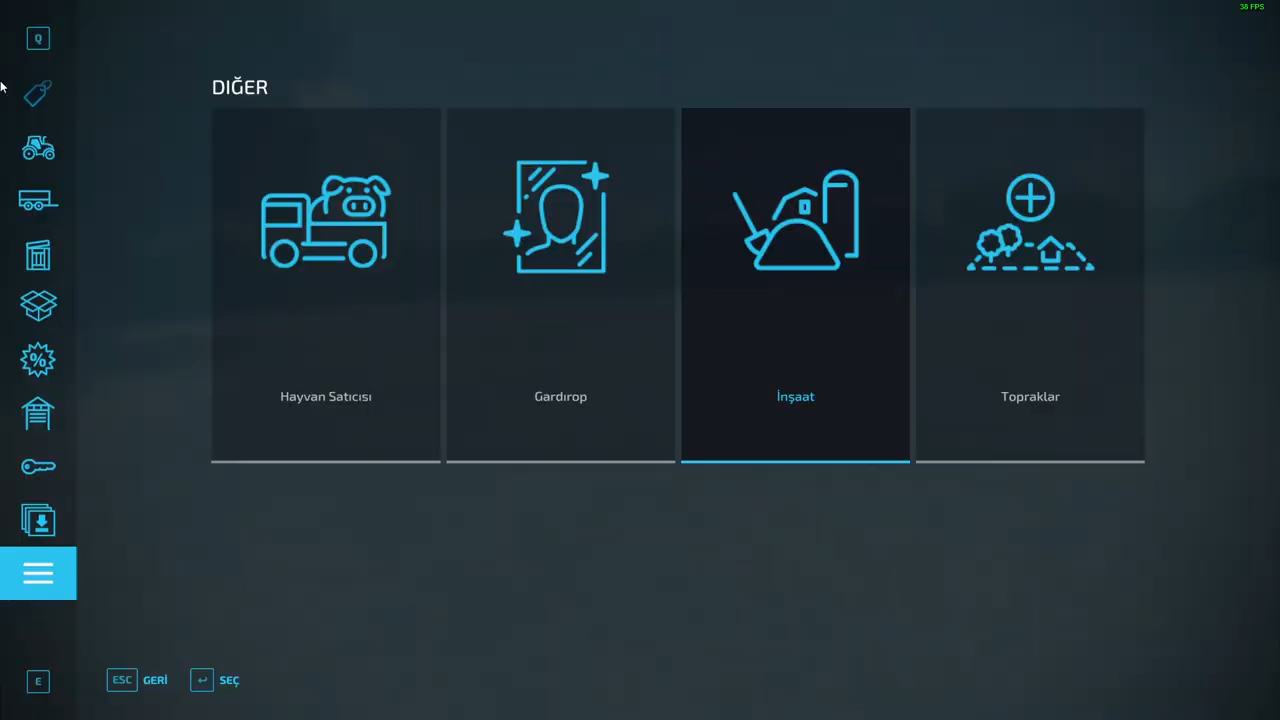 38 FPS
Q
DIĞER
%
Hayvan Satıcısı
Gardırop
İnşaat
Topraklar
E
ESC GERİ ↩ SEÇ